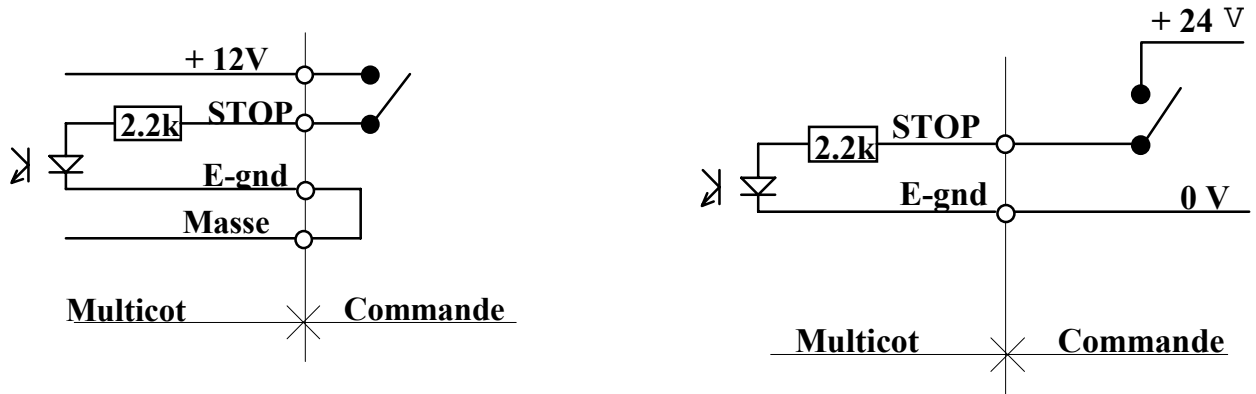 + 12V
STOP
2.2k
E-gnd
Masse
Multicot Commande
+ 24 V
STOP
2.2k
E-gnd
0 V
Multicot Commande